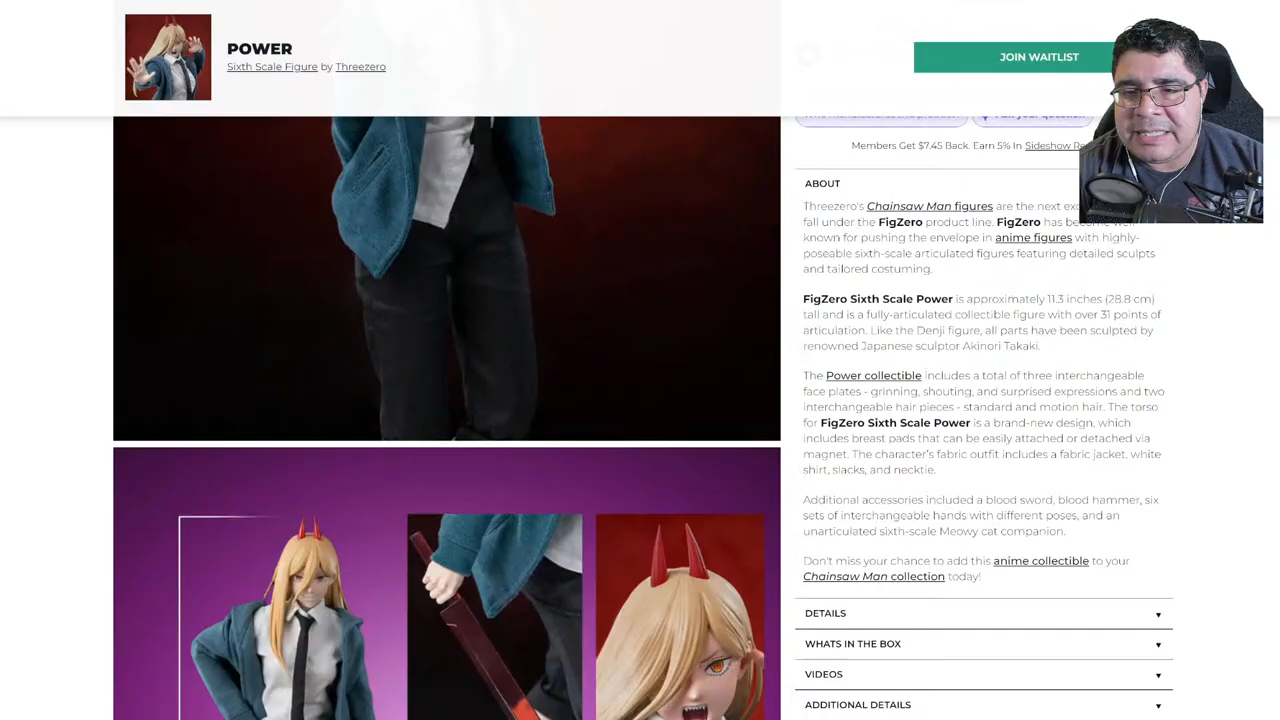 POWER
Sixth Scale Figure by Threezero
JOIN WAITLIST
Members Get $7.45 Back. Earn 5% In Sideshow
ABOUT
Threezero's Chainsaw Man figures are the next
fall under the FigZero product line. FigZero has
known for pushing the envelope in anime figures with highly-
poseable sixth-scale articulated figures featuring detailed sculpts
and tailored costuming.
FigZero Sixth Scale Power is approximately 11.3 inches (28.8 cm)
tall and is a fully-articulated collectible figure with over 31 points of
articulation. Like the Denji figure, all parts have been sculpted by
renowned Japanese sculptor Akinori Takaki.
The Power collectible includes a total of three interchangeable
face plates - grinning, shouting, and surprised expressions and two
interchangeable hair pieces - standard and motion hair. The torso
for FigZero Sixth Scale Power is a brand-new design, which
includes breast pads that can be easily attached or detached via
magnet. The character's fabric outfit includes a fabric jacket, white
shirt, slacks, and necktie.
Additional accessories included a blood sword, blood hammer, six
sets of interchangeable hands with different poses, and an
unarticulated sixth-scale Meowy cat companion.
Don't miss your chance to add this anime collectible to your
Chainsaw Man collection today!
DETAILS
WHATS IN THE BOX
VIDEOS
ADDITIONAL DETAILS